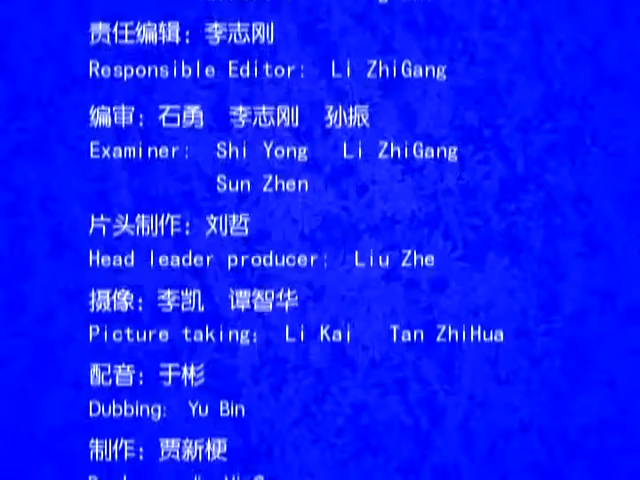 责任编辑：李志刚
Responsible Editor: Li ZhiGang
编审：石勇 李志刚 孙振
Examiner: Shi Yong Li ZhiGang
Sun Zhen
片头制作：刘哲
Head leader producer: Liu Zhe
摄像：李凯 谭智华
Picture taking: Li Kai Tan ZhiHua
配音：于彬
Dubbing: Yu Bin
制作：贾新梗